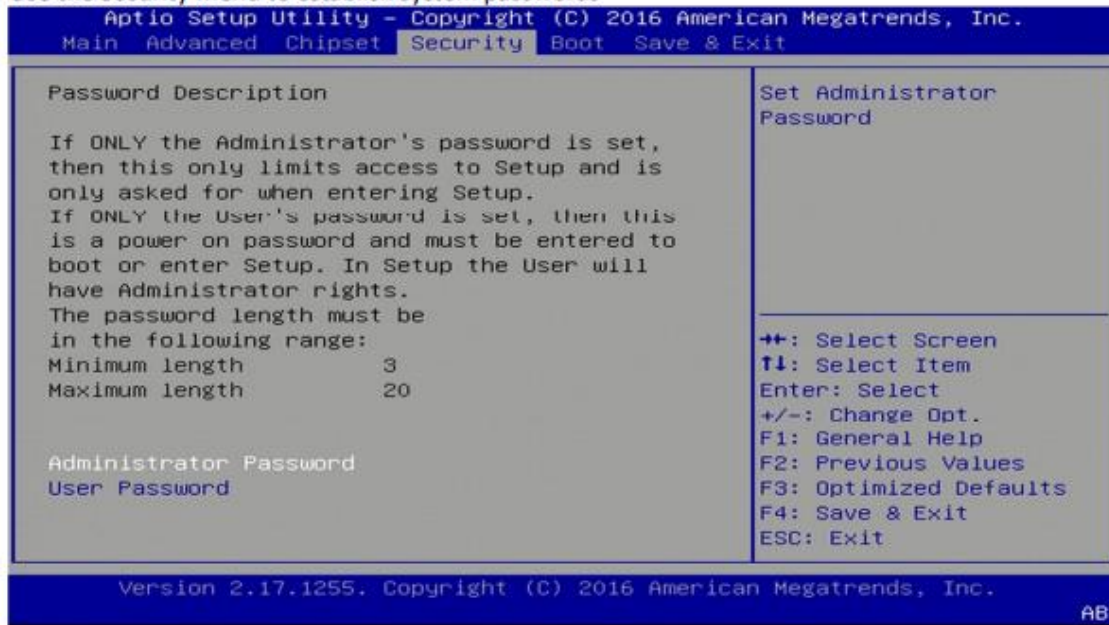 Aptio Setup Utility – Copyright (C) 2016 American Megatrends, Inc.
Main Advanced Chipset Security Boot Save & Exit
Password Description
If ONLY the Administrator's password is set,
then this only limits access to Setup and is
only asked for when entering Setup.
If ONLY the User's password is set, then this
is a power on password and must be entered to
boot or enter Setup. In Setup the User will
have Administrator rights.
The password length must be
in the following range:
Minimum length 3
Maximum length 20
Administrator Password
User Password
Set Administrator
Password
→←: Select Screen
↑↓: Select Item
Enter: Select
+/-: Change Opt.
F1: General Help
F2: Previous Values
F3: Optimized Defaults
F4: Save & Exit
ESC: Exit
Version 2.17.1255. Copyright (C) 2016 American Megatrends, Inc.
AB